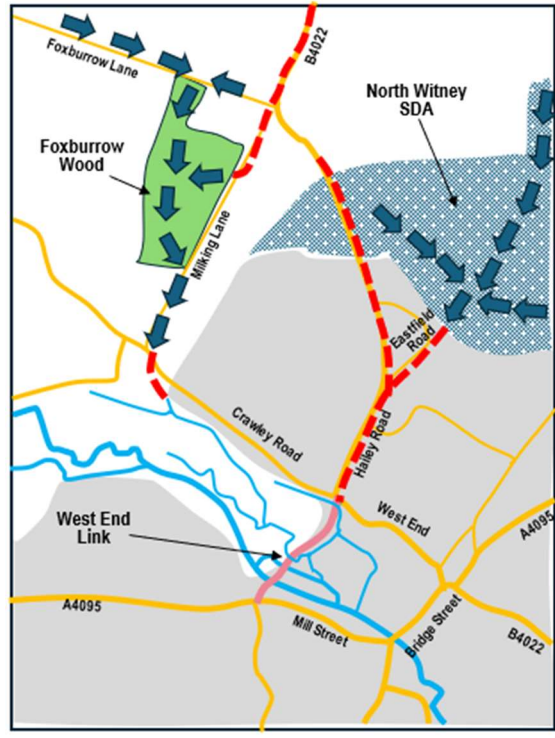 B4022
Foxburrow Lane
North Witney
SDA
Foxburrow
Wood
Milking Lane
Eastfield
Road
Crawley Road
Hailey Road
West End
West End
Link
A4095
A4095
Mill Street
Bridge Street
B4022